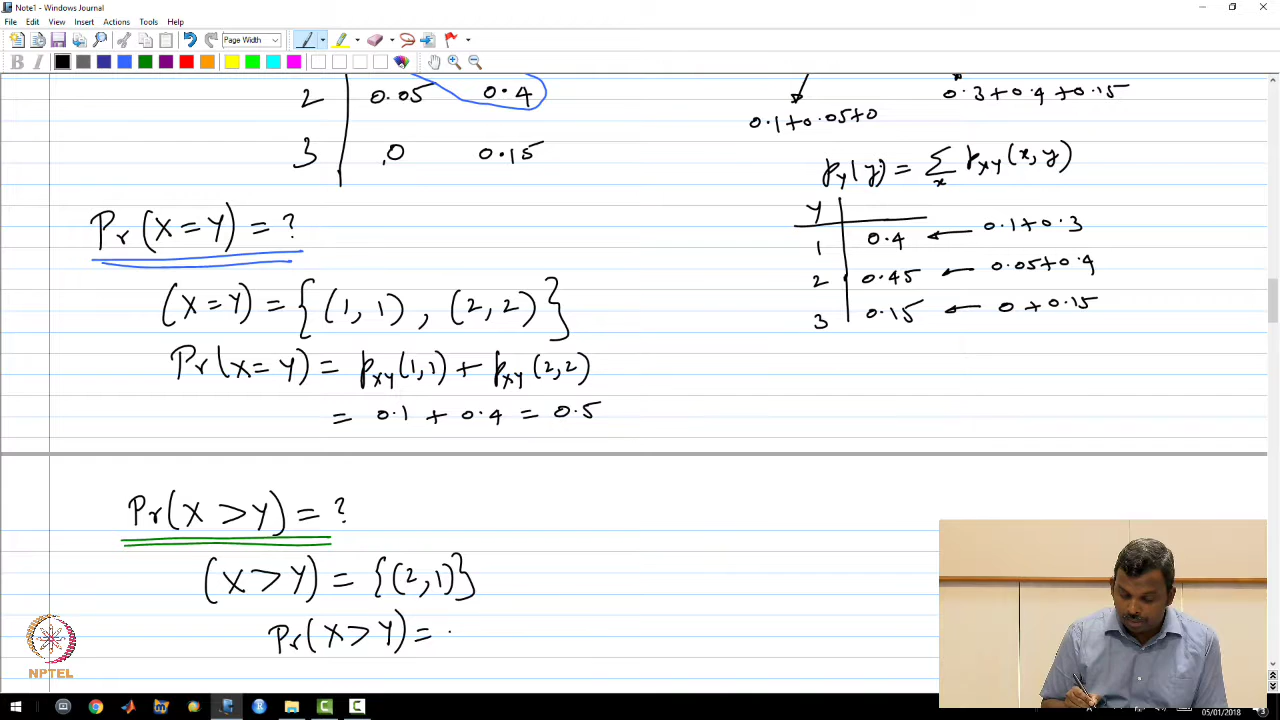 Note1 - Windows Journal
File Edit View Insert Actions Tools Help
Page Width
B I
2 0.05 0.4
3 0 0.15
0.1+0.05+0
0.3+0.4+0.15
p_Y(y) = Σ_x p_XY(x, y)
Y
1 0.4 ← 0.1+0.3
2 0.45 ← 0.05+0.4
3 0.15 ← 0+0.15
Pr(X=Y) = ?
(X=Y) = {(1,1), (2,2)}
Pr(X=Y) = p_XY(1,1) + p_XY(2,2)
= 0.1 + 0.4 = 0.5
Pr(X>Y) = ?
(X>Y) = {(2,1)}
Pr(X>Y) =
NPTEL
05/01/2018